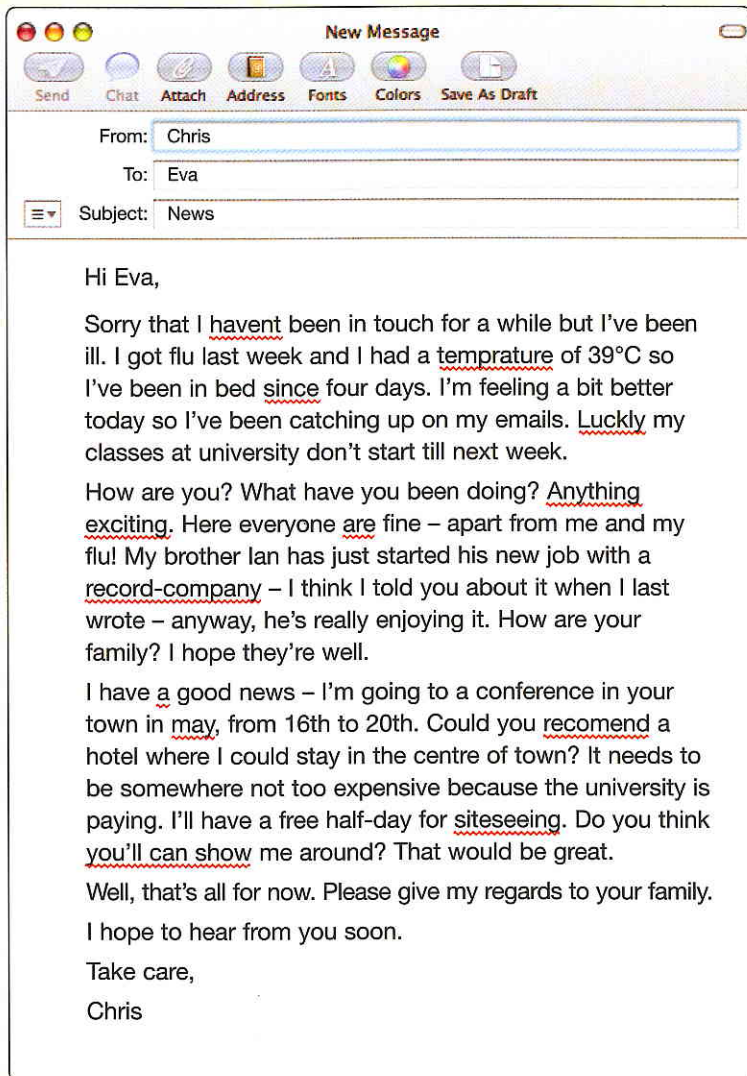 New Message
Send Chat Attach Address Fonts Colors Save As Draft
From: Chris
To: Eva
Subject: News
Hi Eva,
Sorry that I havent been in touch for a while but I've been
ill. I got flu last week and I had a temprature of 39°C so
I've been in bed since four days. I'm feeling a bit better
today so I've been catching up on my emails. Luckly my
classes at university don't start till next week.
How are you? What have you been doing? Anything
exciting. Here everyone are fine – apart from me and my
flu! My brother Ian has just started his new job with a
record-company – I think I told you about it when I last
wrote – anyway, he's really enjoying it. How are your
family? I hope they're well.
I have a good news – I'm going to a conference in your
town in may, from 16th to 20th. Could you recomend a
hotel where I could stay in the centre of town? It needs to
be somewhere not too expensive because the university is
paying. I'll have a free half-day for siteseeing. Do you think
you'll can show me around? That would be great.
Well, that's all for now. Please give my regards to your family.
I hope to hear from you soon.
Take care,
Chris